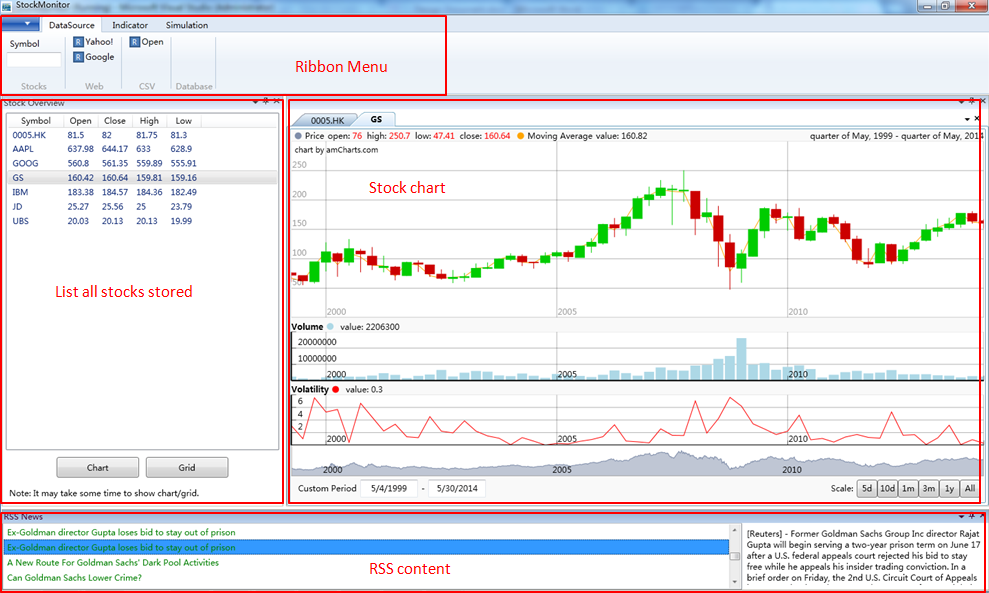 StockMonitor
DataSource Indicator Simulation
Symbol
Yahoo!
Google
Open
Stocks Web CSV Database
Ribbon Menu
Stock Overview
Symbol Open Close High Low
0005.HK 81.5 82 81.75 81.3
AAPL 637.98 644.17 633 628.9
GOOG 560.8 561.35 559.89 555.91
GS 160.42 160.64 159.81 159.16
IBM 183.38 184.57 184.36 182.49
JD 25.27 25.56 25 23.79
UBS 20.03 20.13 20.13 19.99
List all stocks stored
Chart Grid
Note: It may take some time to show chart/grid.
0005.HK GS
Price open: 76 high: 250.7 low: 47.41 close: 160.64 Moving Average value: 160.82 quarter of May, 1999 - quarter of May, 2014
chart by amCharts.com
Stock chart
250
200
150
100
50
2000 2005 2010
Volume value: 2206300
20000000
10000000
2000 2005 2010
Volatility value: 0.3
6
4
2
2000 2005 2010
2000 2005 2010
Custom Period 5/4/1999 - 5/30/2014 Scale: 5d 10d 1m 3m 1y All
RSS News
Ex-Goldman director Gupta loses bid to stay out of prison
Ex-Goldman director Gupta loses bid to stay out of prison
A New Route For Goldman Sachs' Dark Pool Activities
Can Goldman Sachs Lower Crime?
RSS content
[Reuters] - Former Goldman Sachs Group Inc director Rajat
Gupta will begin serving a two-year prison term on June 17
after a U.S. federal appeals court rejected his bid to stay
free while he appeals his insider trading conviction. In a
brief order on Friday, the 2nd U.S. Circuit Court of Appeals